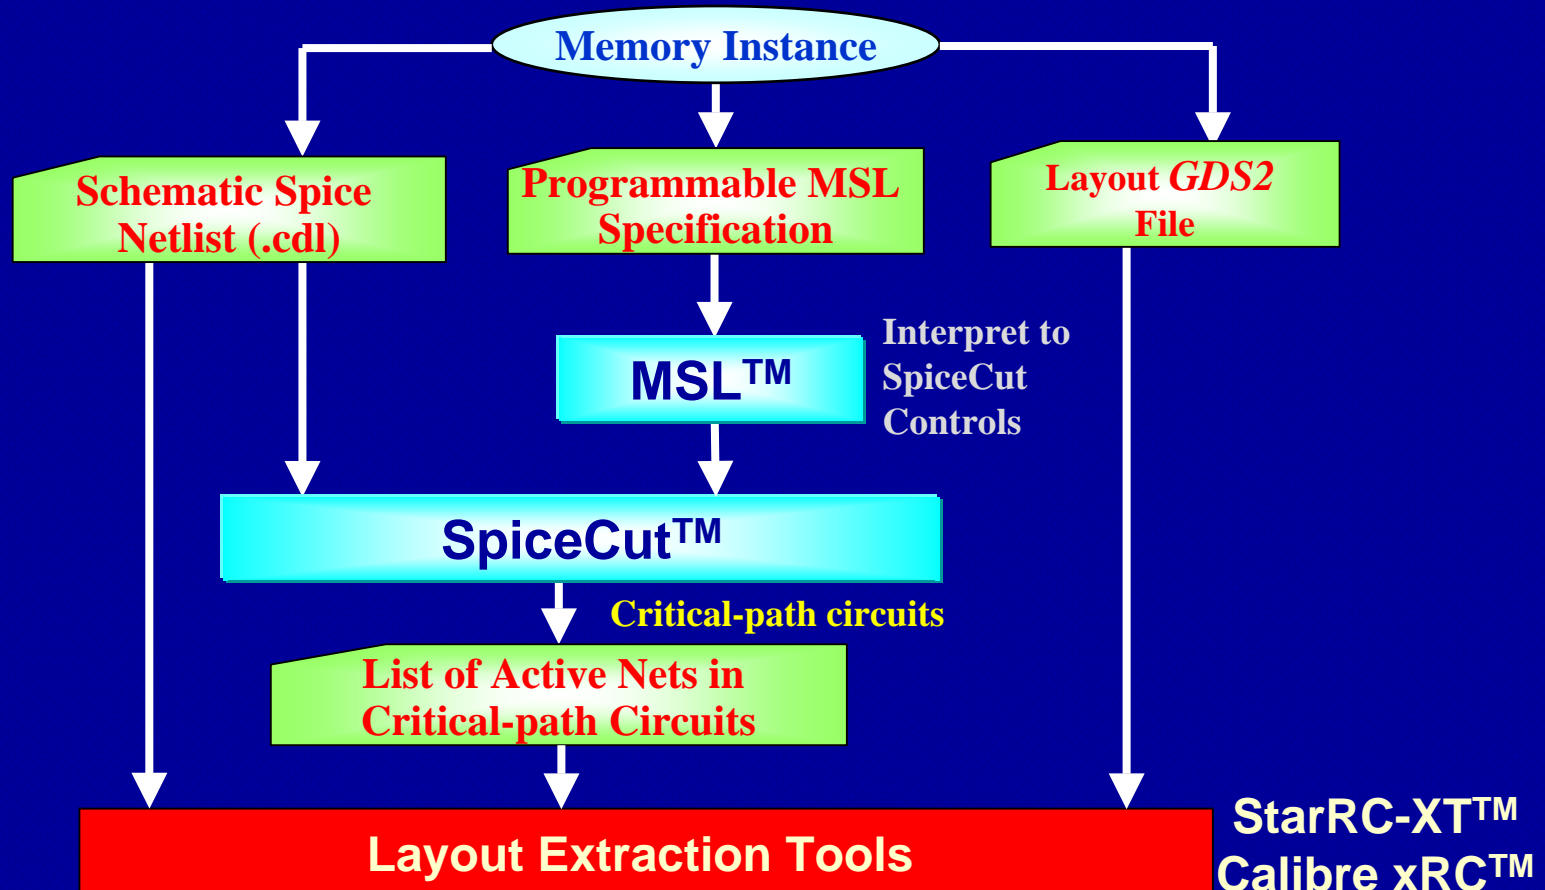 Memory Instance
Schematic Spice
Netlist (.cdl)
Programmable MSL
Specification
Layout GDS2
File
MSL™
Interpret to
SpiceCut
Controls
SpiceCut™
Critical-path circuits
List of Active Nets in
Critical-path Circuits
Layout Extraction Tools
StarRC-XT™
Calibre xRC™